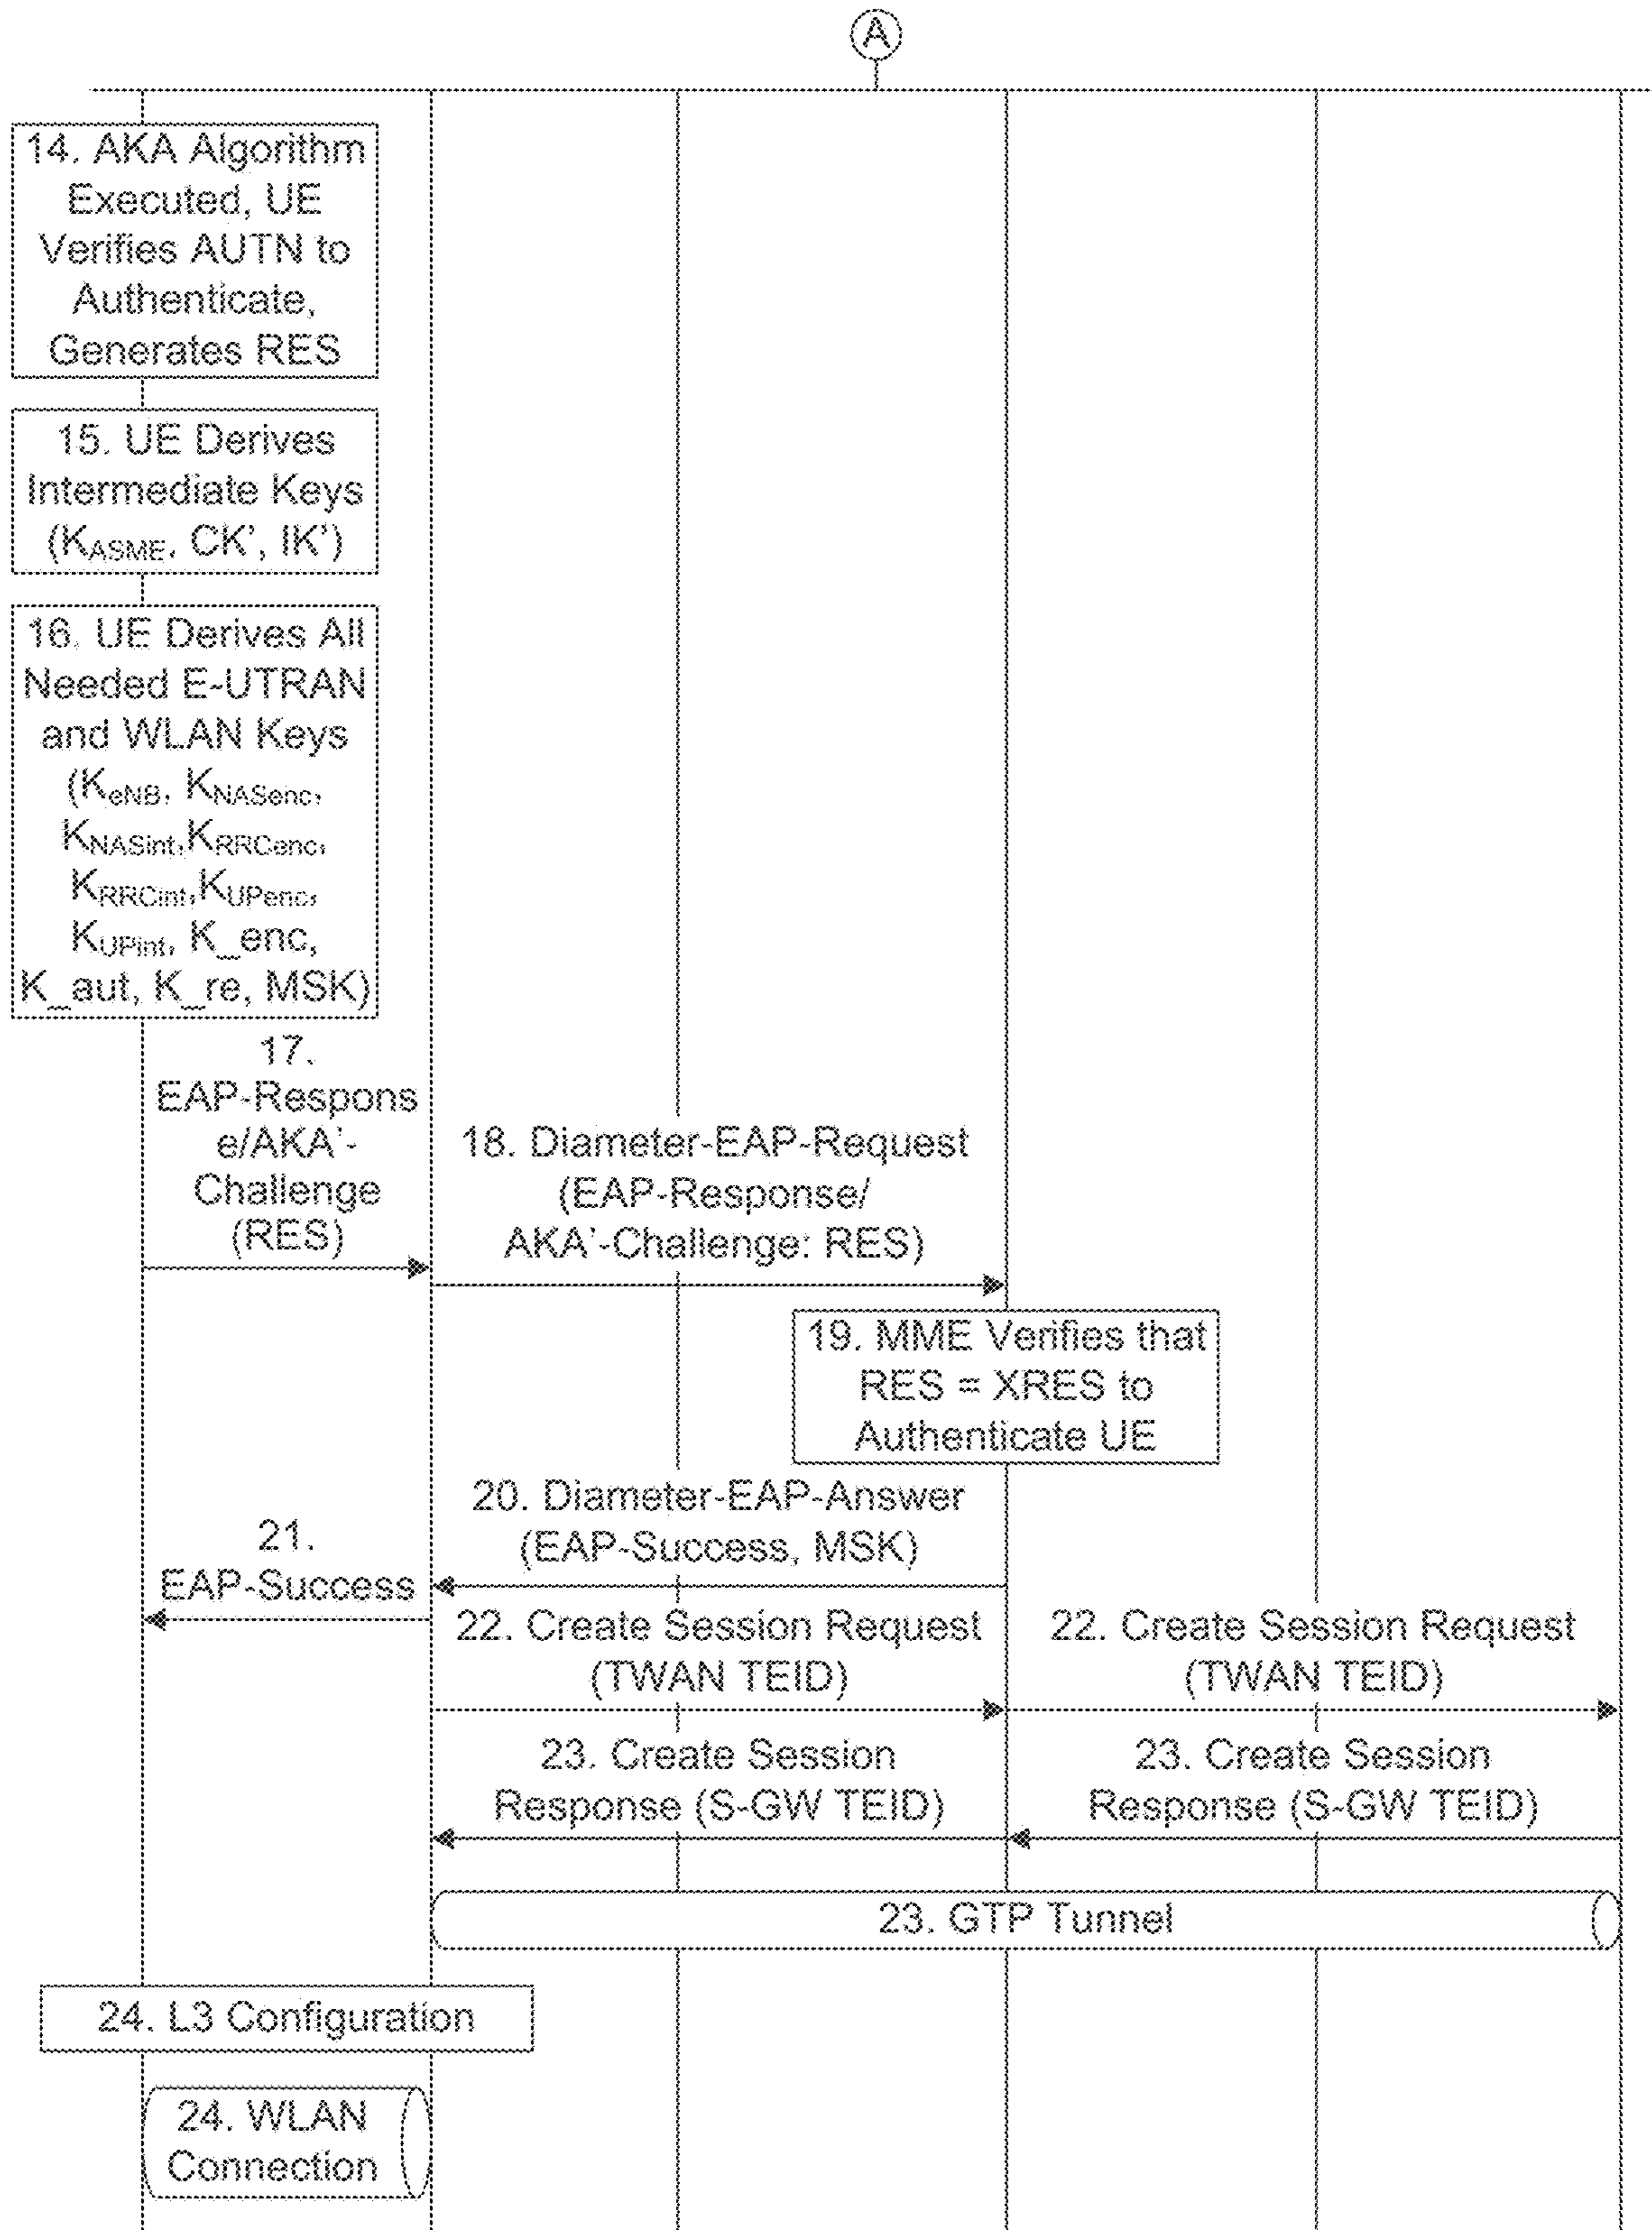 A
14. AKA Algorithm
Executed, UE
Verifies AUTN to
Authenticate,
Generates RES
15. UE Derives
Intermediate Keys
(KASME, CK', IK')
16. UE Derives All
Needed E-UTRAN
and WLAN Keys
(KeNB, KNASenc,
KNASint,KRRCenc,
KRRCint,KUPenc,
KUPint, K_enc,
K_aut, K_re, MSK)
17.
EAP-Respons
e/AKA'-
Challenge
(RES)
18. Diameter-EAP-Request
(EAP-Response/
AKA'-Challenge: RES)
19. MME Verifies that
RES = XRES to
Authenticate UE
20. Diameter-EAP-Answer
(EAP-Success, MSK)
21.
EAP-Success
22. Create Session Request
(TWAN TEID)
22. Create Session Request
(TWAN TEID)
23. Create Session
Response (S-GW TEID)
23. Create Session
Response (S-GW TEID)
23. GTP Tunnel
24. L3 Configuration
24. WLAN
Connection